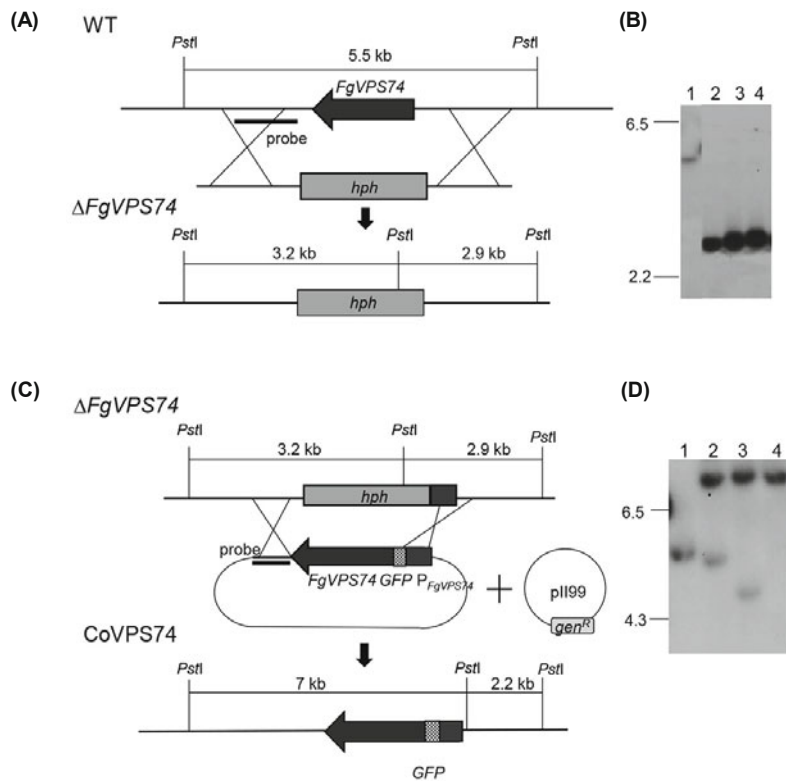 (A)
WT
PstI
PstI
5.5 kb
FgVPS74
probe
hph
ΔFgVPS74
PstI
PstI
PstI
3.2 kb
2.9 kb
hph
(B)
1 2 3 4
6.5
2.2
(C)
ΔFgVPS74
PstI
PstI
PstI
3.2 kb
2.9 kb
hph
probe
FgVPS74 GFP PFgVPS74
+
pII99
genR
CoVPS74
PstI
PstI
PstI
7 kb
2.2 kb
GFP
(D)
1 2 3 4
6.5
4.3